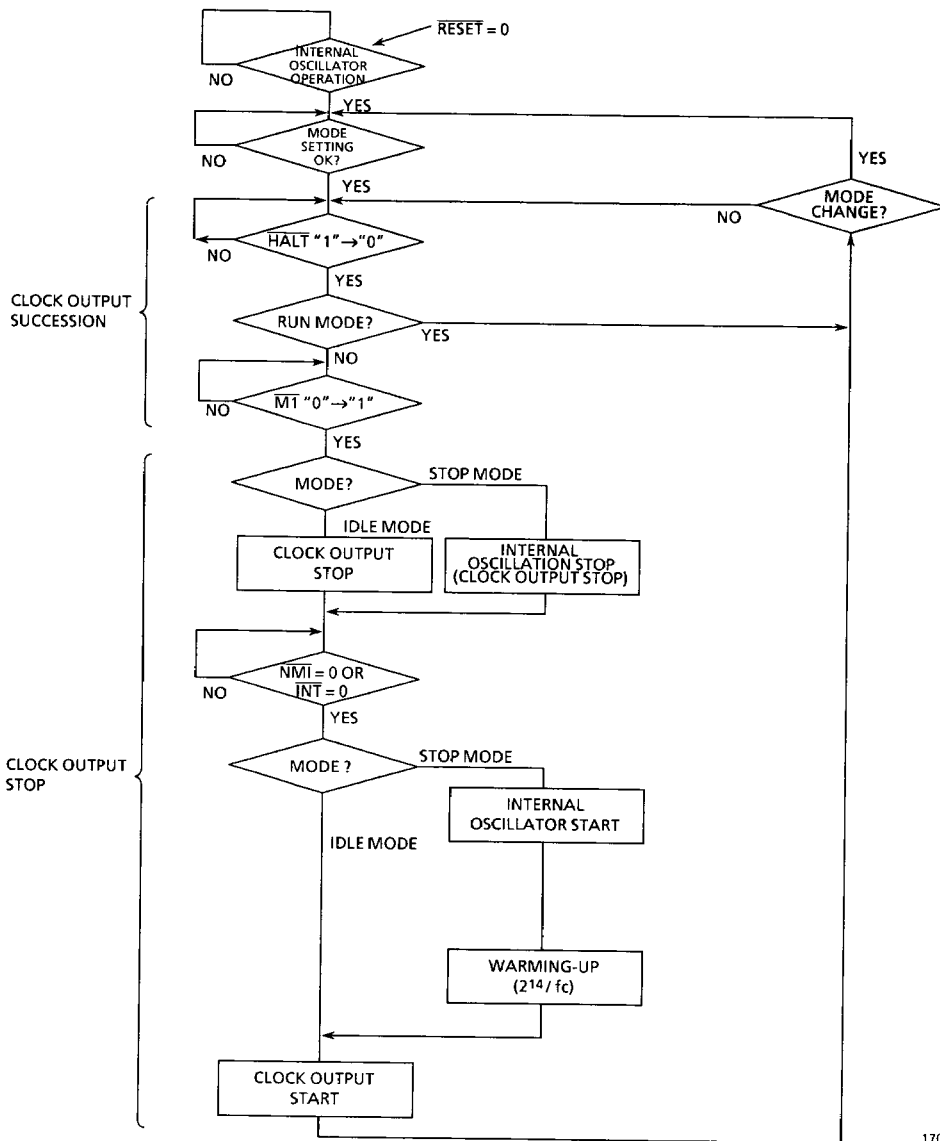 RESET = 0
INTERNAL
OSCILLATOR
OPERATION
NO
YES
MODE
SETTING
OK?
NO
YES
YES
MODE
CHANGE?
NO
HALT "1"→"0"
NO
YES
CLOCK OUTPUT
SUCCESSION
RUN MODE?
YES
NO
M1 "0"→"1"
NO
YES
MODE?
STOP MODE
IDLE MODE
CLOCK OUTPUT
STOP
INTERNAL
OSCILLATION STOP
(CLOCK OUTPUT STOP)
NMI = 0 OR
INT = 0
NO
YES
CLOCK OUTPUT
STOP
MODE ?
STOP MODE
INTERNAL
OSCILLATOR START
IDLE MODE
WARMING-UP
(2¹⁴ / fc)
CLOCK OUTPUT
START
170